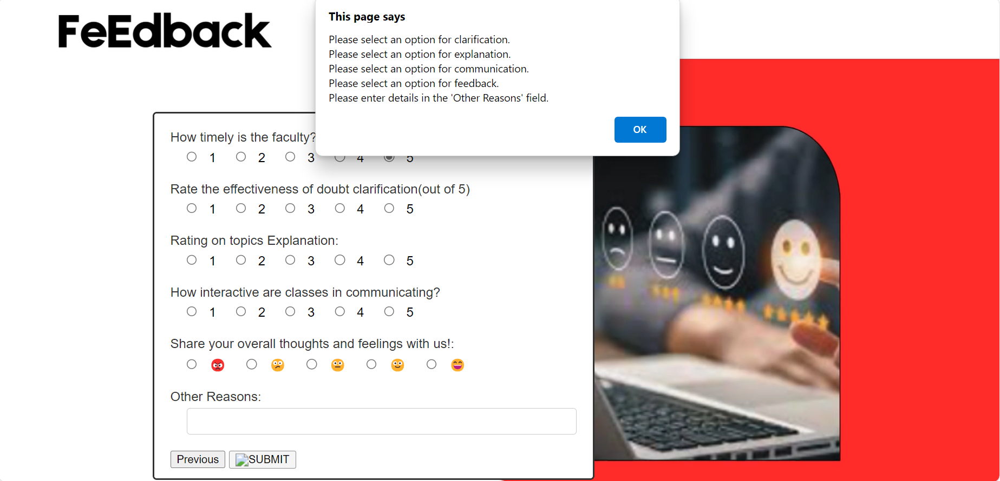 FeEdback
This page says
Please select an option for clarification.
Please select an option for explanation.
Please select an option for communication.
Please select an option for feedback.
Please enter details in the 'Other Reasons' field.
OK
How timely is the faculty?
1 2 3 4 5
Rate the effectiveness of doubt clarification(out of 5)
1 2 3 4 5
Rating on topics Explanation:
1 2 3 4 5
How interactive are classes in communicating?
1 2 3 4 5
Share your overall thoughts and feelings with us!:
Other Reasons:
Previous SUBMIT